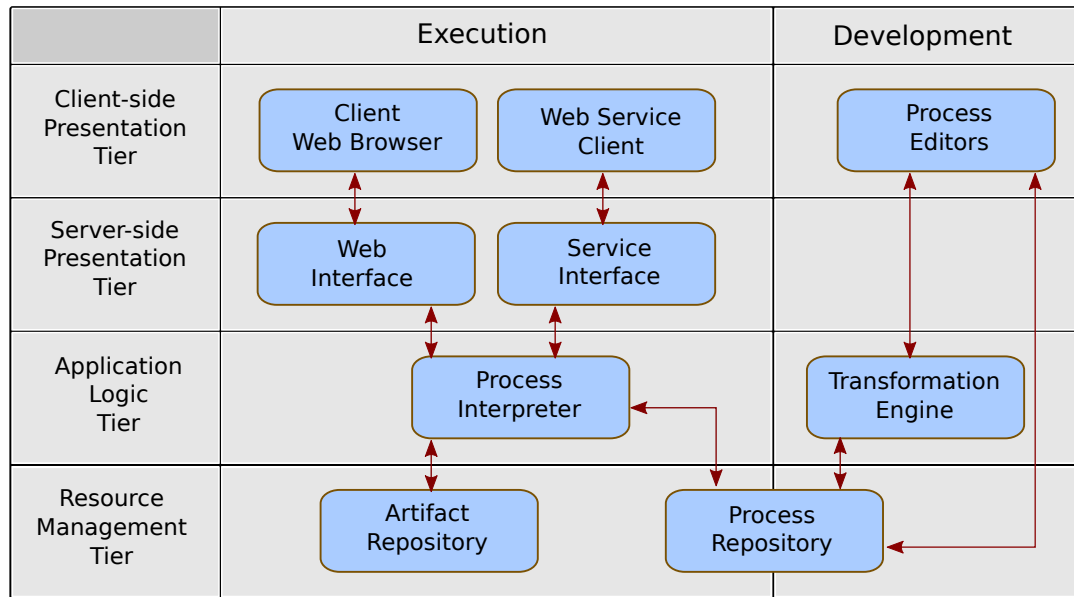 Execution
Development
Client-side
Presentation
Tier
Client
Web Browser
Web Service
Client
Process
Editors
Server-side
Presentation
Tier
Web
Interface
Service
Interface
Application
Logic
Tier
Process
Interpreter
Transformation
Engine
Resource
Management
Tier
Artifact
Repository
Process
Repository